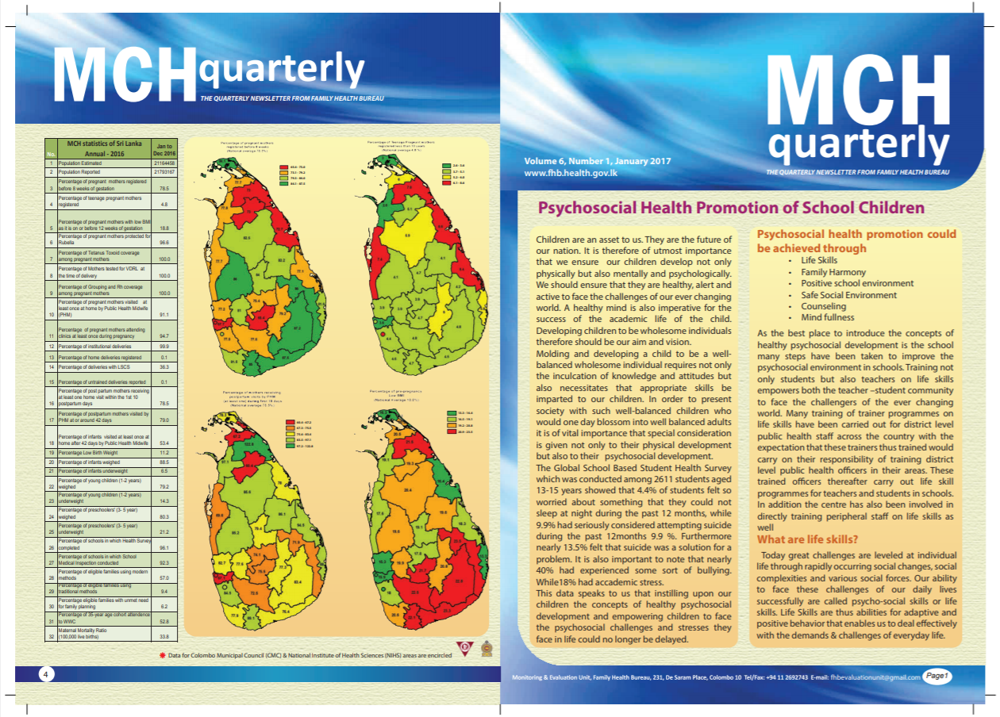 MCH quarterly
THE QUARTERLY NEWSLETTER FROM FAMILY HEALTH BUREAU
No.
MCH statistics of Sri Lanka
Annual - 2016
Jan to
Dec 2016
1 Population Estimated 21164458
2 Population Reported 21793167
3 Percentage of pregnant mothers registered
before 8 weeks of gestation 78.5
4 Percentage of teenage pregnant mothers
registered 4.8
5 Percentage of pregnant mothers with low BMI
as it is on or before 12 weeks of gestation 18.8
6 Percentage of pregnant mothers protected for
Rubella 96.6
7 Percentage of Tetanus Toxoid coverage
among pregnant mothers 100.0
8 Percentage of Mothers tested for VDRL at
the time of delivery 100.0
9 Percentage of Grouping and Rh coverage
among pregnant mothers 100.0
10 Percentage of pregnant mothers visited at
least once at home by Public Health Midwife
(PHM) 91.1
11 Percentage of pregnant mothers attending
clinics at least once during pregnancy 94.7
12 Percentage of institutional deliveries 99.9
13 Percentage of home deliveries registered 0.1
14 Percentage of deliveries with LSCS 36.3
15 Percentage of untrained deliveries reported 0.1
16 Percentage of post partum mothers receiving
at least one home visit within the 1st 10
postpartum days 78.5
17 Percentage of postpartum mothers visited by
PHM at or around 42 days 79.0
18 Percentage of infants visited at least once at
home after 42 days by Public Health Midwife 53.4
19 Percentage Low Birth Weight 11.2
20 Percentage of infants weighed 88.5
21 Percentage of infants underweight 6.5
22 Percentage of young children (1-2 years)
weighed 79.2
23 Percentage of young children (1-2 years)
underweight 14.3
24 Percentage of preschoolers' (3- 5 year)
weighed 80.3
25 Percentage of preschoolers' (3- 5 year)
underweight 21.2
26 Percentage of schools in which Health Survey
completed 96.1
27 Percentage of schools in which School
Medical Inspection conducted 92.3
28 Percentage of eligible families using modern
methods 57.0
29 Percentage of eligible families using
traditional methods 9.4
30 Percentage eligible families with unmet need
for family planning 6.2
31 Percentage of 35-year age cohort attendence
to WWC 52.8
32 Maternal Mortality Ratio
(100,000 live births) 33.8
Percentage of pregnant mothers
registered before 8 weeks
Percentage of Teenage Pregnant mothers
Percentage of mothers receiving
postpartum visits by PHM
(at least one) during first 10 days
Percentage of pre-pregnancy
Low BMI
Data for Colombo Municipal Council (CMC) & National Institute of Health Sciences (NIHS) areas are encircled
4
MCH
quarterly
THE QUARTERLY NEWSLETTER FROM FAMILY HEALTH BUREAU
Volume 6, Number 1, January 2017
www.fhb.health.gov.lk
Psychosocial Health Promotion of School Children
Children are an asset to us. They are the future of
our nation. It is therefore of utmost importance
that we ensure our children develop not only
physically but also mentally and psychologically.
We should ensure that they are healthy, alert and
active to face the challenges of our ever changing
world. A healthy mind is also imperative for the
success of the academic life of the child.
Developing children to be wholesome individuals
therefore should be our aim and vision.
Molding and developing a child to be a well-
balanced wholesome individual requires not only
the inculcation of knowledge and attitudes but
also necessitates that appropriate skills be
imparted to our children. In order to present
society with such well-balanced children who
would one day blossom into well balanced adults
it is of vital importance that special consideration
is given not only to their physical development
but also to their psychosocial development.
The Global School Based Student Health Survey
which was conducted among 2611 students aged
13-15 years showed that 4.4% of students felt so
worried about something that they could not
sleep at night during the past 12 months, while
9.9% had seriously considered attempting suicide
during the past 12months 9.9 %. Furthermore
nearly 13.5% felt that suicide was a solution for a
problem. It is also important to note that nearly
40% had experienced some sort of bullying.
While18% had accademic stress.
This data speaks to us that instilling upon our
children the concepts of healthy psychosocial
development and empowering children to face
the psychosocial challenges and stresses they
face in life could no longer be delayed.
Psychosocial health promotion could
be achieved through
• Life Skills
• Family Harmony
• Positive school environment
• Safe Social Environment
• Counseling
• Mind fullness
As the best place to introduce the concepts of
healthy psychosocial development is the school
many steps have been taken to improve the
psychosocial environment in schools. Training not
only students but also teachers on life skills
empowers both the teacher –student community
to face the challenges of the ever changing
world. Many training of trainer programmes on
life skills have been carried out for district level
public health staff across the country with the
expectation that these trainers thus trained would
carry on their responsibility of training district
level public health officers in their areas. These
trained officers thereafter carry out life skill
programmes for teachers and students in schools.
In addition the centre has also been involved in
directly training peripheral staff on life skills as
well
What are life skills?
Today great challenges are leveled at individual
life through rapidly occurring social changes, social
complexities and various social forces. Our ability
to face these challenges of our daily lives
successfully are called psycho-social skills or life
skills. Life Skills are thus abilities for adaptive and
positive behavior that enables us to deal effectively
with the demands & challenges of everyday life.
Monitoring & Evaluation Unit, Family Health Bureau, 231, De Saram Place, Colombo 10 Tel/Fax: +94 11 2692743 E-mail: fhbevaluationunit@gmail.com
Page1